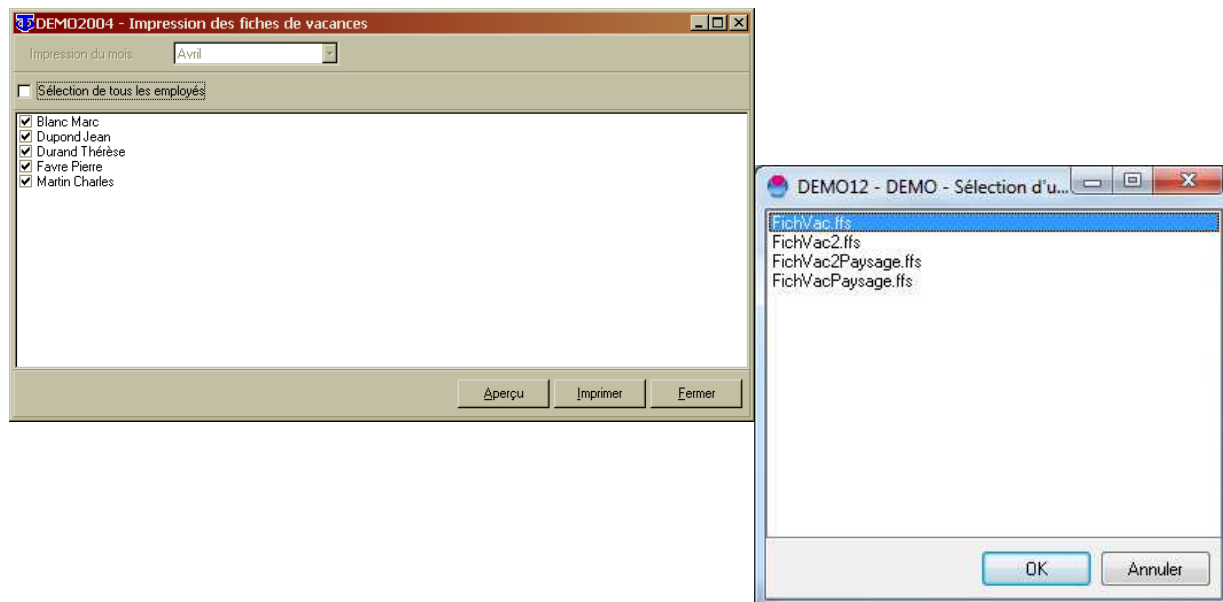 DEMO2004 - Impression des fiches de vacances
Impression du mois Avril
Sélection de tous les employés
Blanc Marc
Dupond Jean
Durand Thérèse
Favre Pierre
Martin Charles
Aperçu Imprimer Fermer
DEMO12 - DEMO - Sélection d'u...
FichVac.ffs
FichVac2.ffs
FichVac2Paysage.ffs
FichVacPaysage.ffs
OK Annuler